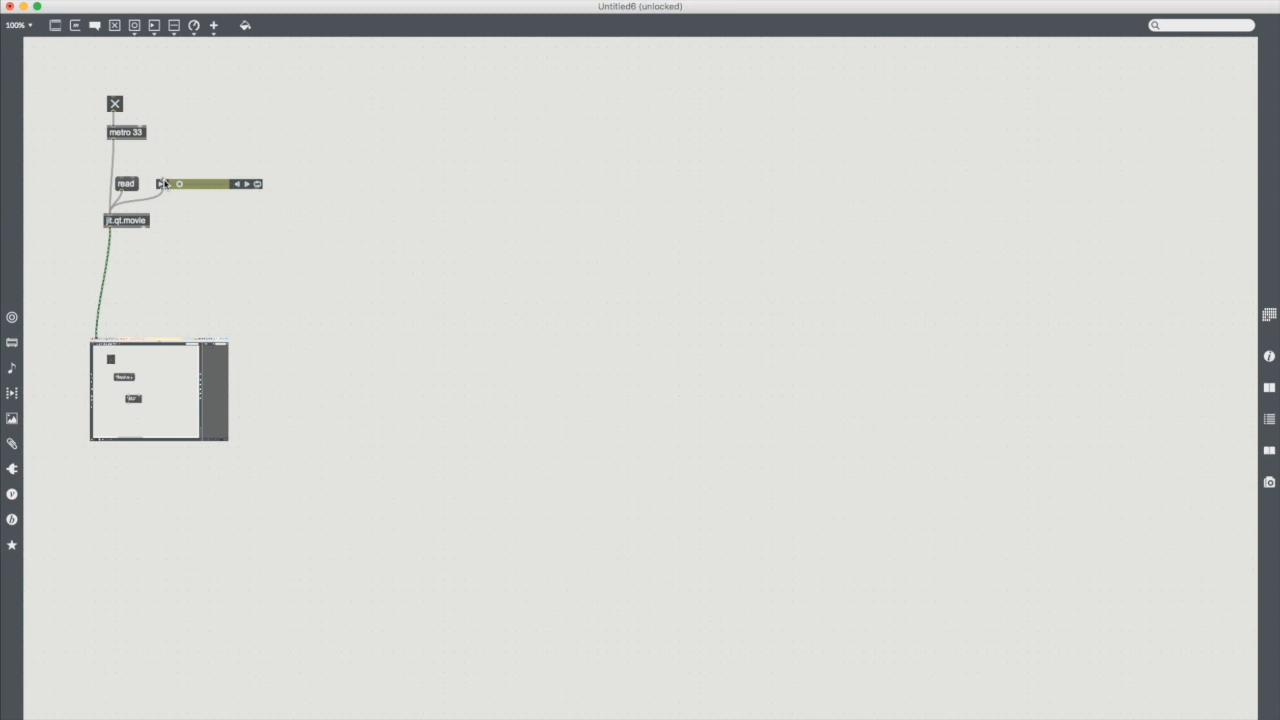 Untitled6 (unlocked)
100%
metro 33
read
jit.qt.movie